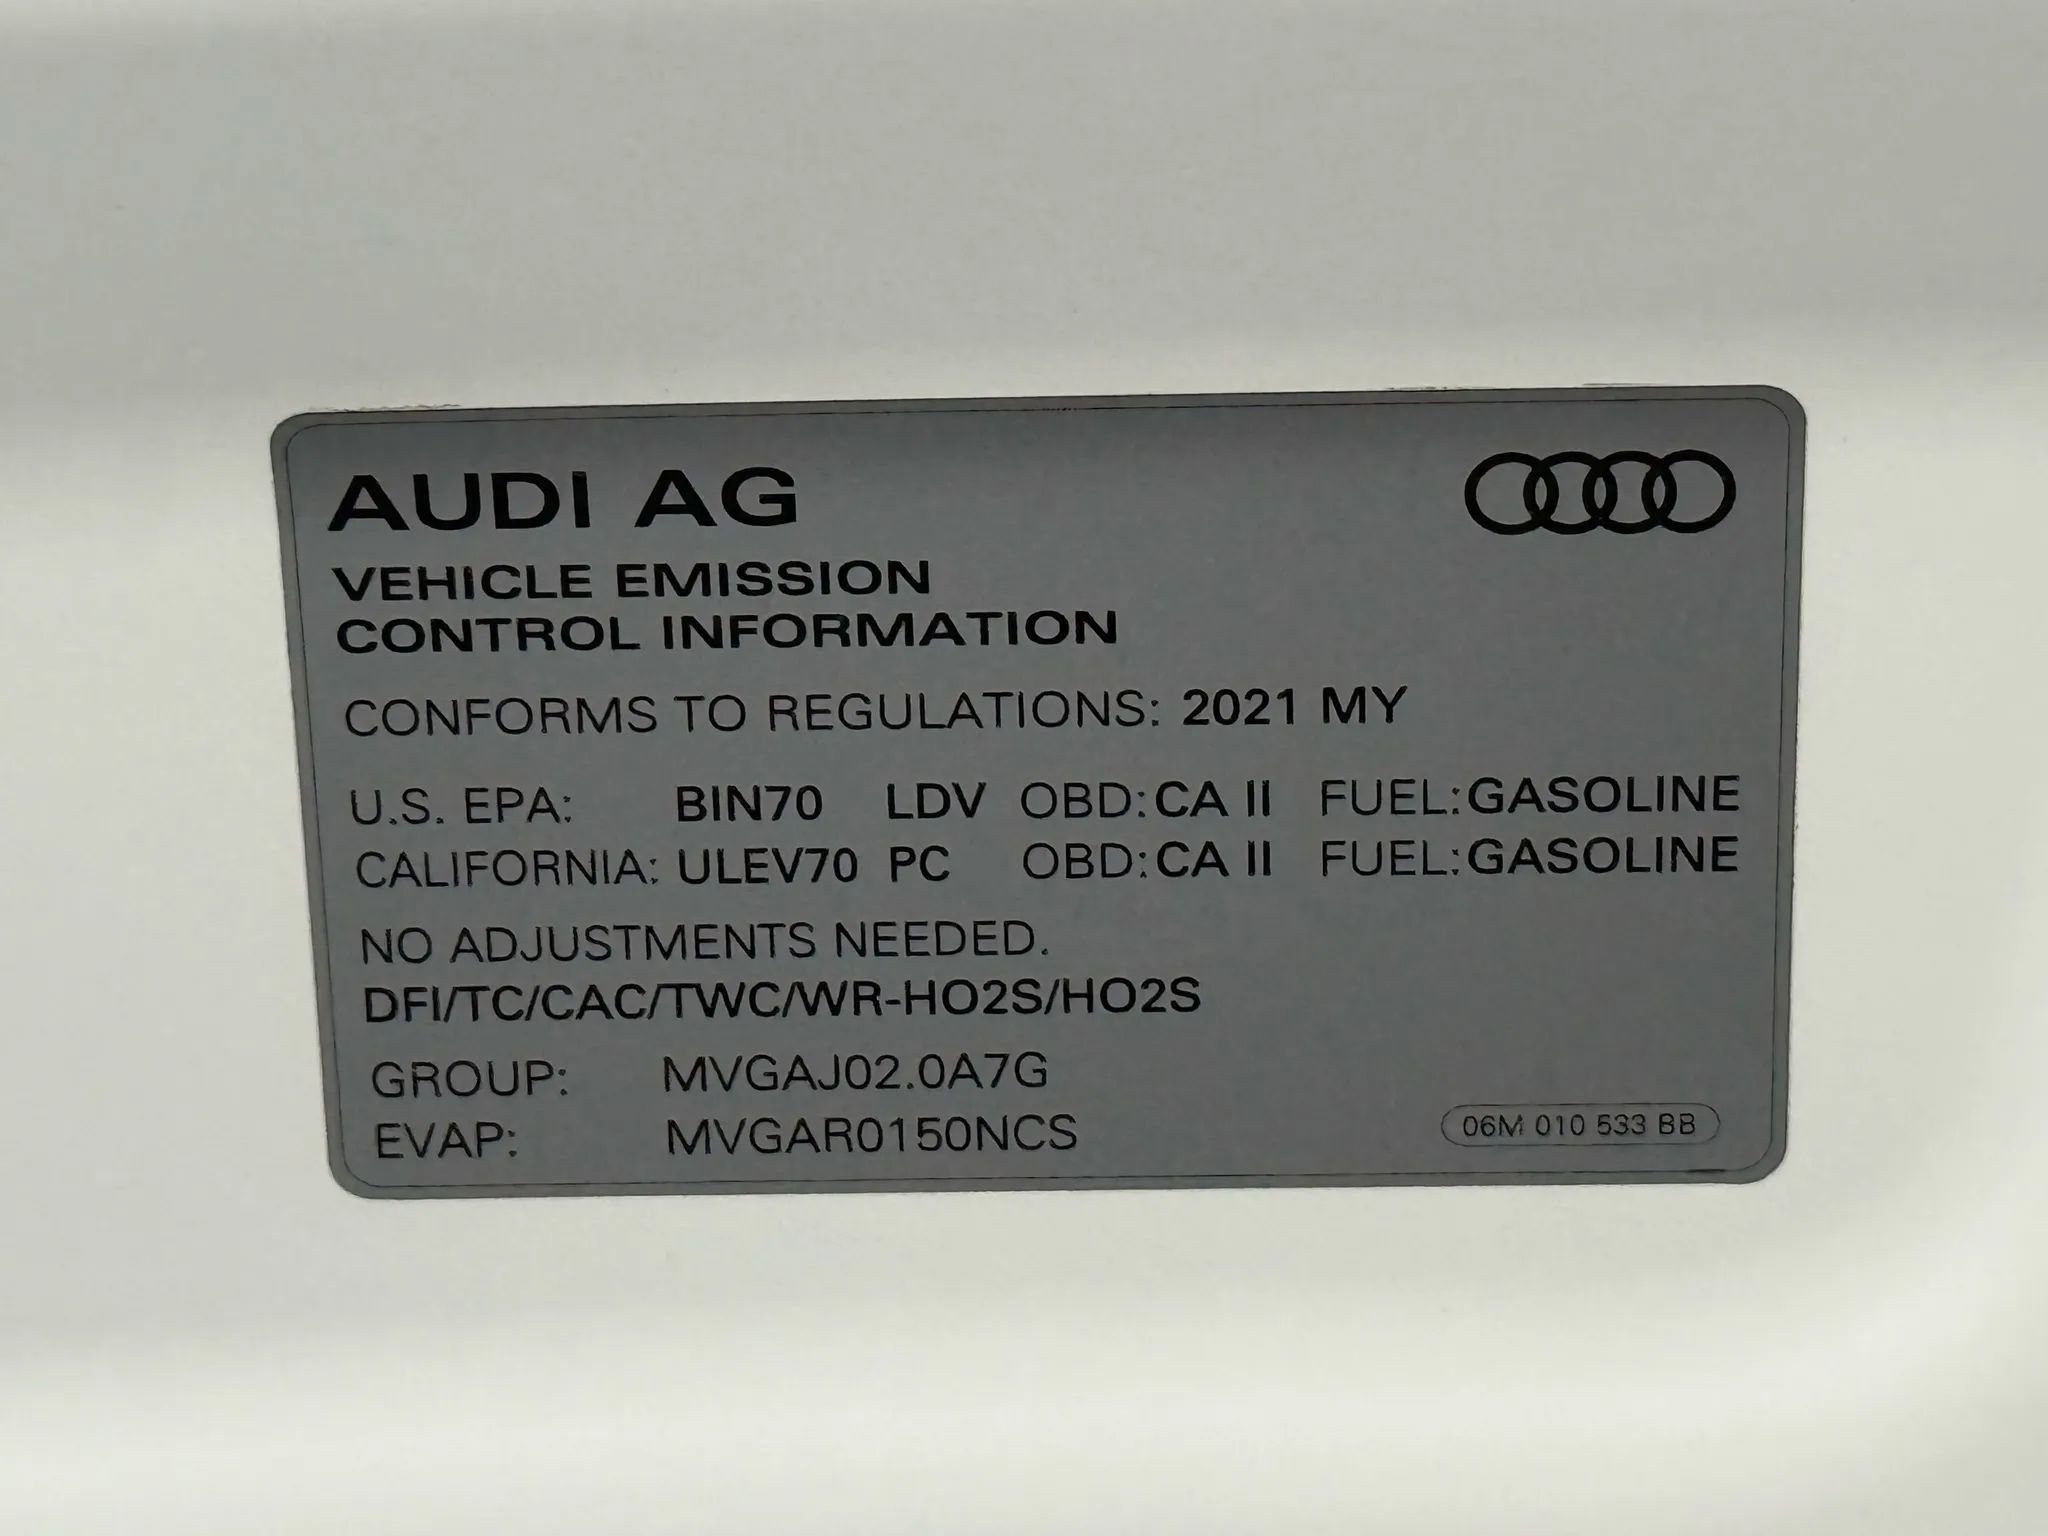 AUDI AG
VEHICLE EMISSION
CONTROL INFORMATION
CONFORMS TO REGULATIONS: 2021 MY
U.S. EPA: BIN70 LDV OBD:CA II FUEL:GASOLINE
CALIFORNIA: ULEV70 PC OBD:CA II FUEL:GASOLINE
NO ADJUSTMENTS NEEDED.
DFI/TC/CAC/TWC/WR-HO2S/HO2S
GROUP: MVGAJ02.0A7G
EVAP: MVGAR0150NCS
06M 010 533 BB